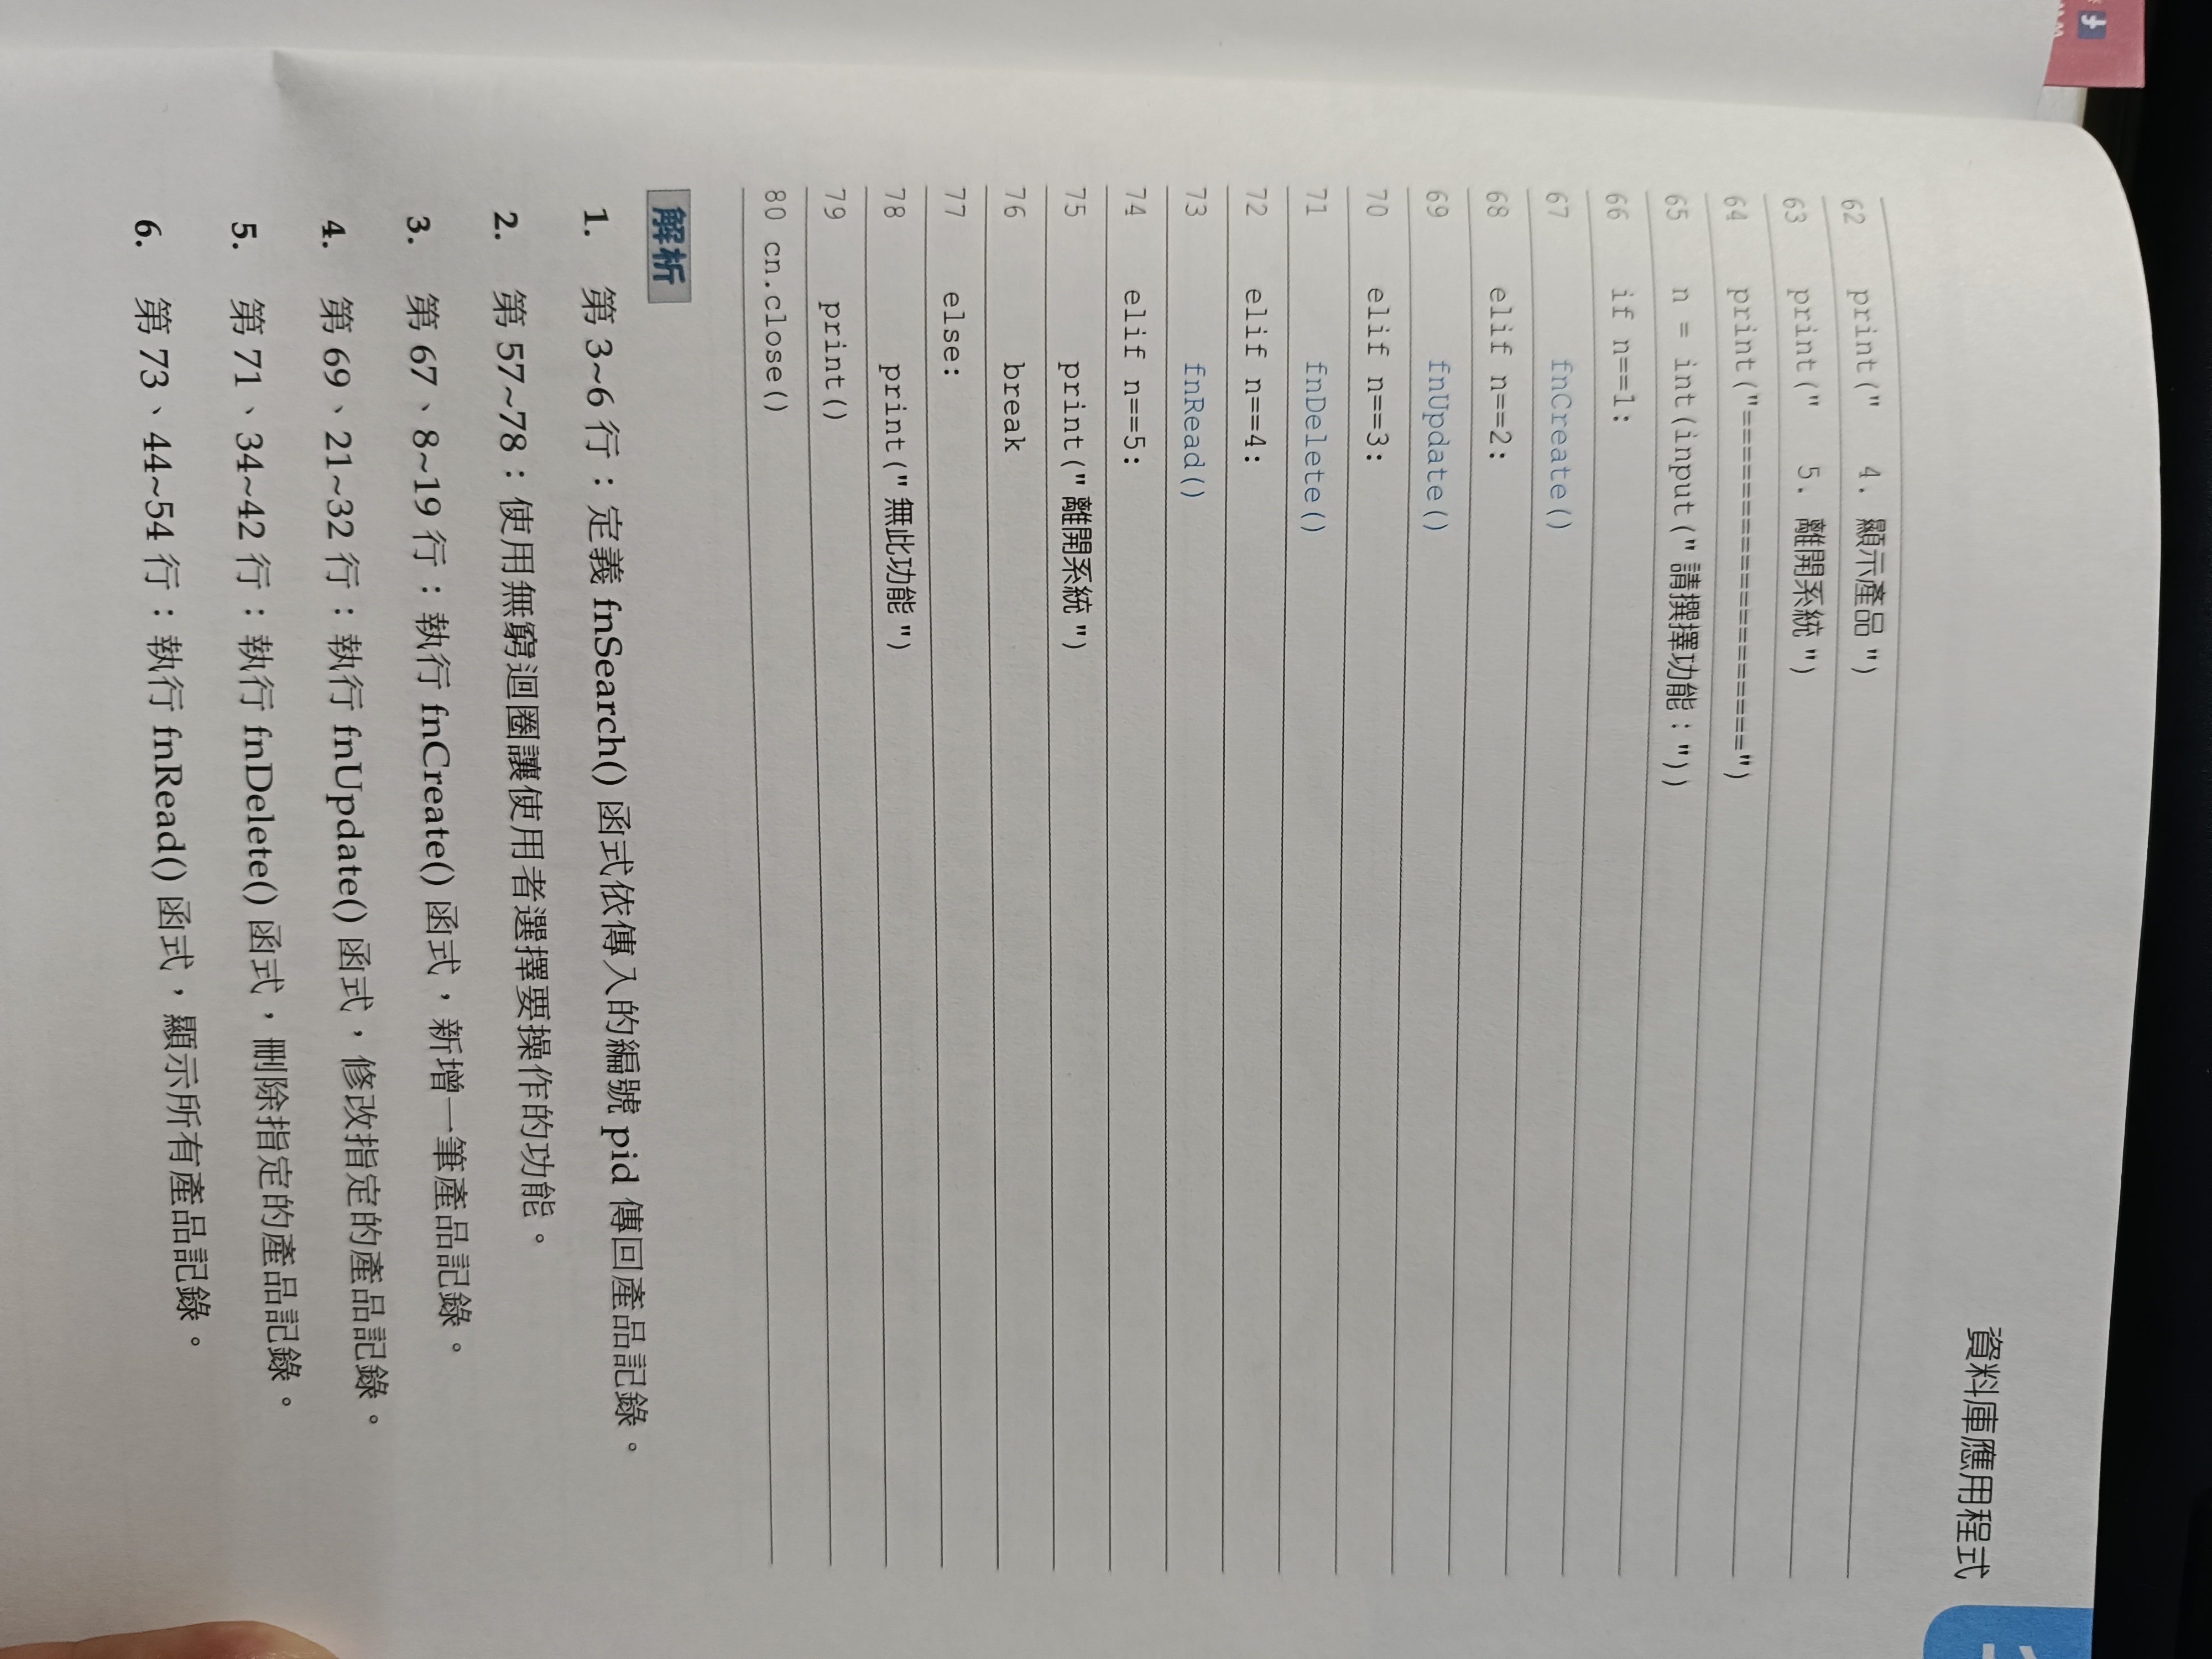 資料庫應用程式
62 print("   4. 顯示產品 ")
63 print("   5. 離開系統 ")
64 print("===================")
65 n = int(input(" 請撰擇功能："))
66 if n==1:
67     fnCreate()
68 elif n==2:
69     fnUpdate()
70 elif n==3:
71     fnDelete()
72 elif n==4:
73     fnRead()
74 elif n==5:
75     print(" 離開系統 ")
76     break
77 else:
78     print(" 無此功能 ")
79 print()
80 cn.close()
解析
1. 第 3~6 行：定義 fnSearch() 函式依傳入的編號 pid 傳回產品記錄。
2. 第 57~78：使用無窮迴圈讓使用者選擇要操作的功能。
3. 第 67、8~19 行：執行 fnCreate() 函式，新增一筆產品記錄。
4. 第 69、21~32 行：執行 fnUpdate() 函式，修改指定的產品記錄。
5. 第 71、34~42 行：執行 fnDelete() 函式，刪除指定的產品記錄。
6. 第 73、44~54 行：執行 fnRead() 函式，顯示所有產品記錄。